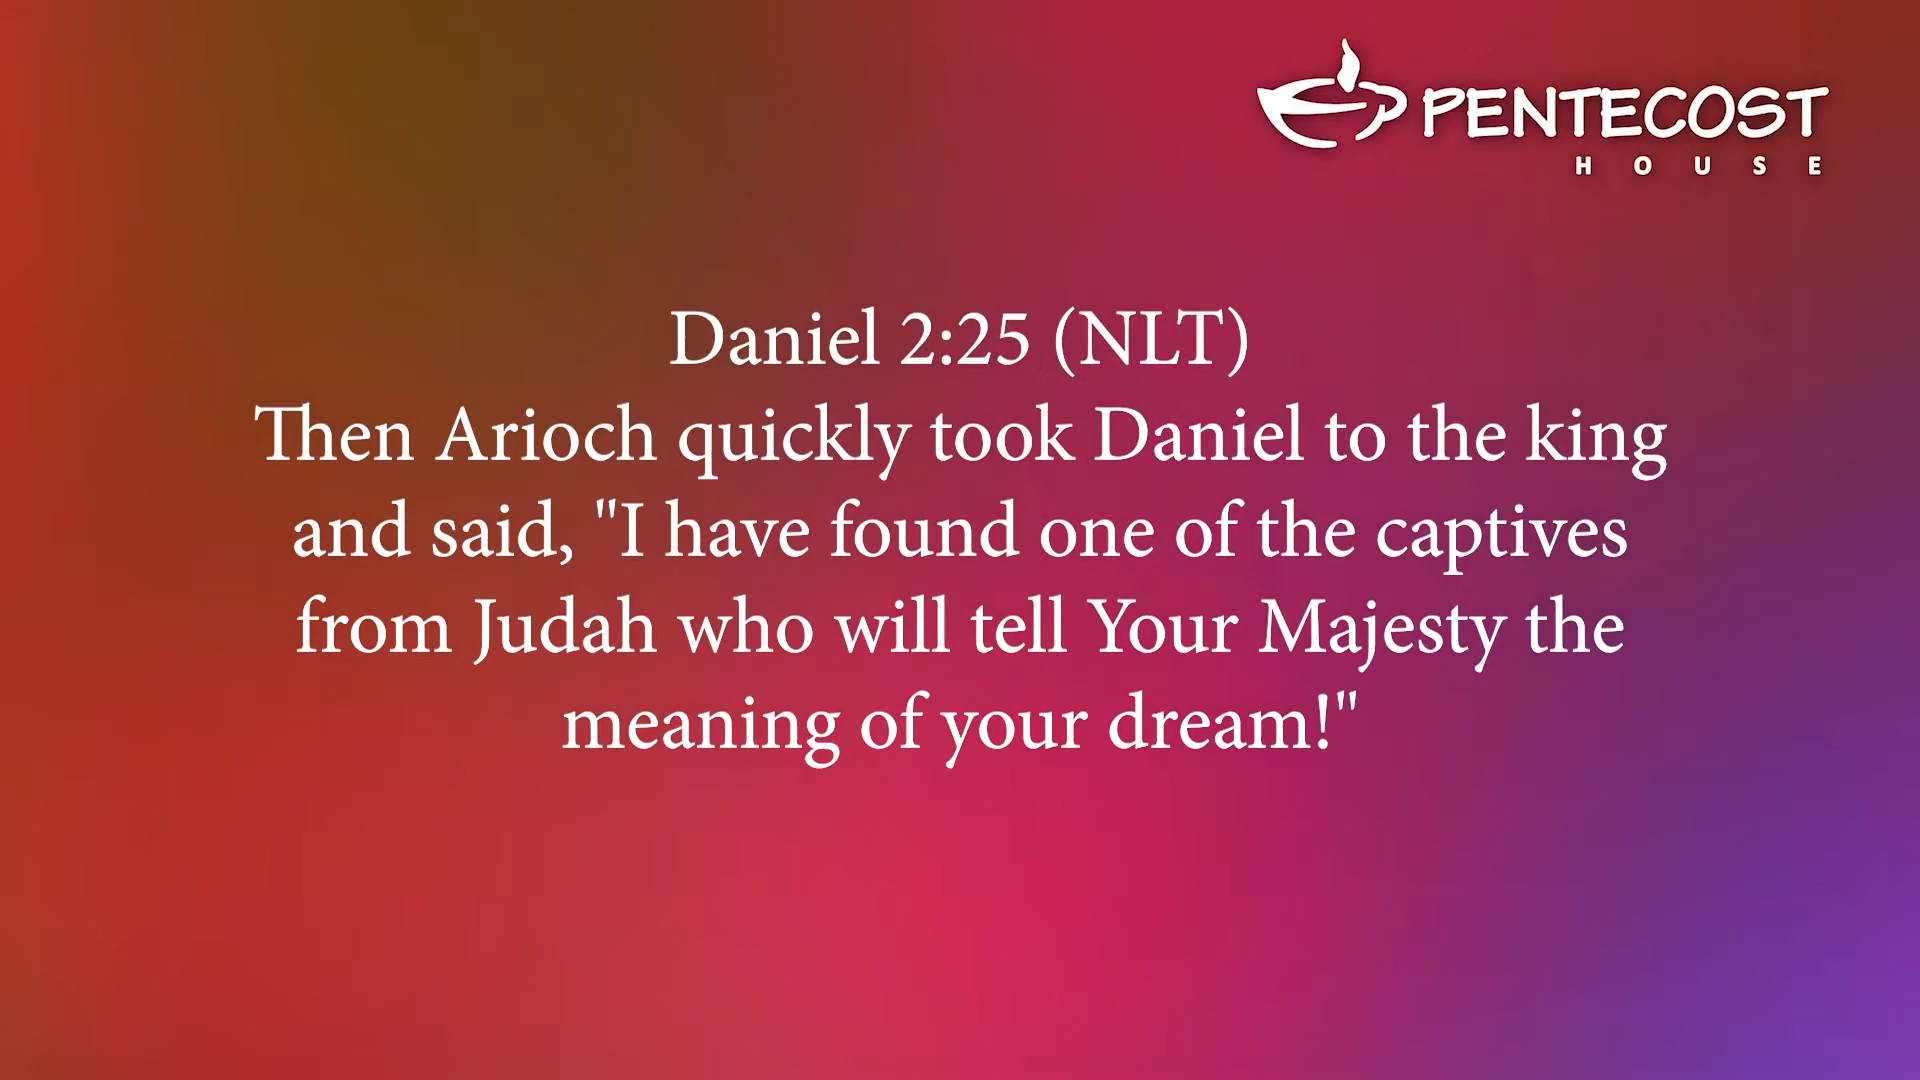 PENTECOST
HOUSE
Daniel 2:25 (NLT)
Then Arioch quickly took Daniel to the king
and said, "I have found one of the captives
from Judah who will tell Your Majesty the
meaning of your dream!"